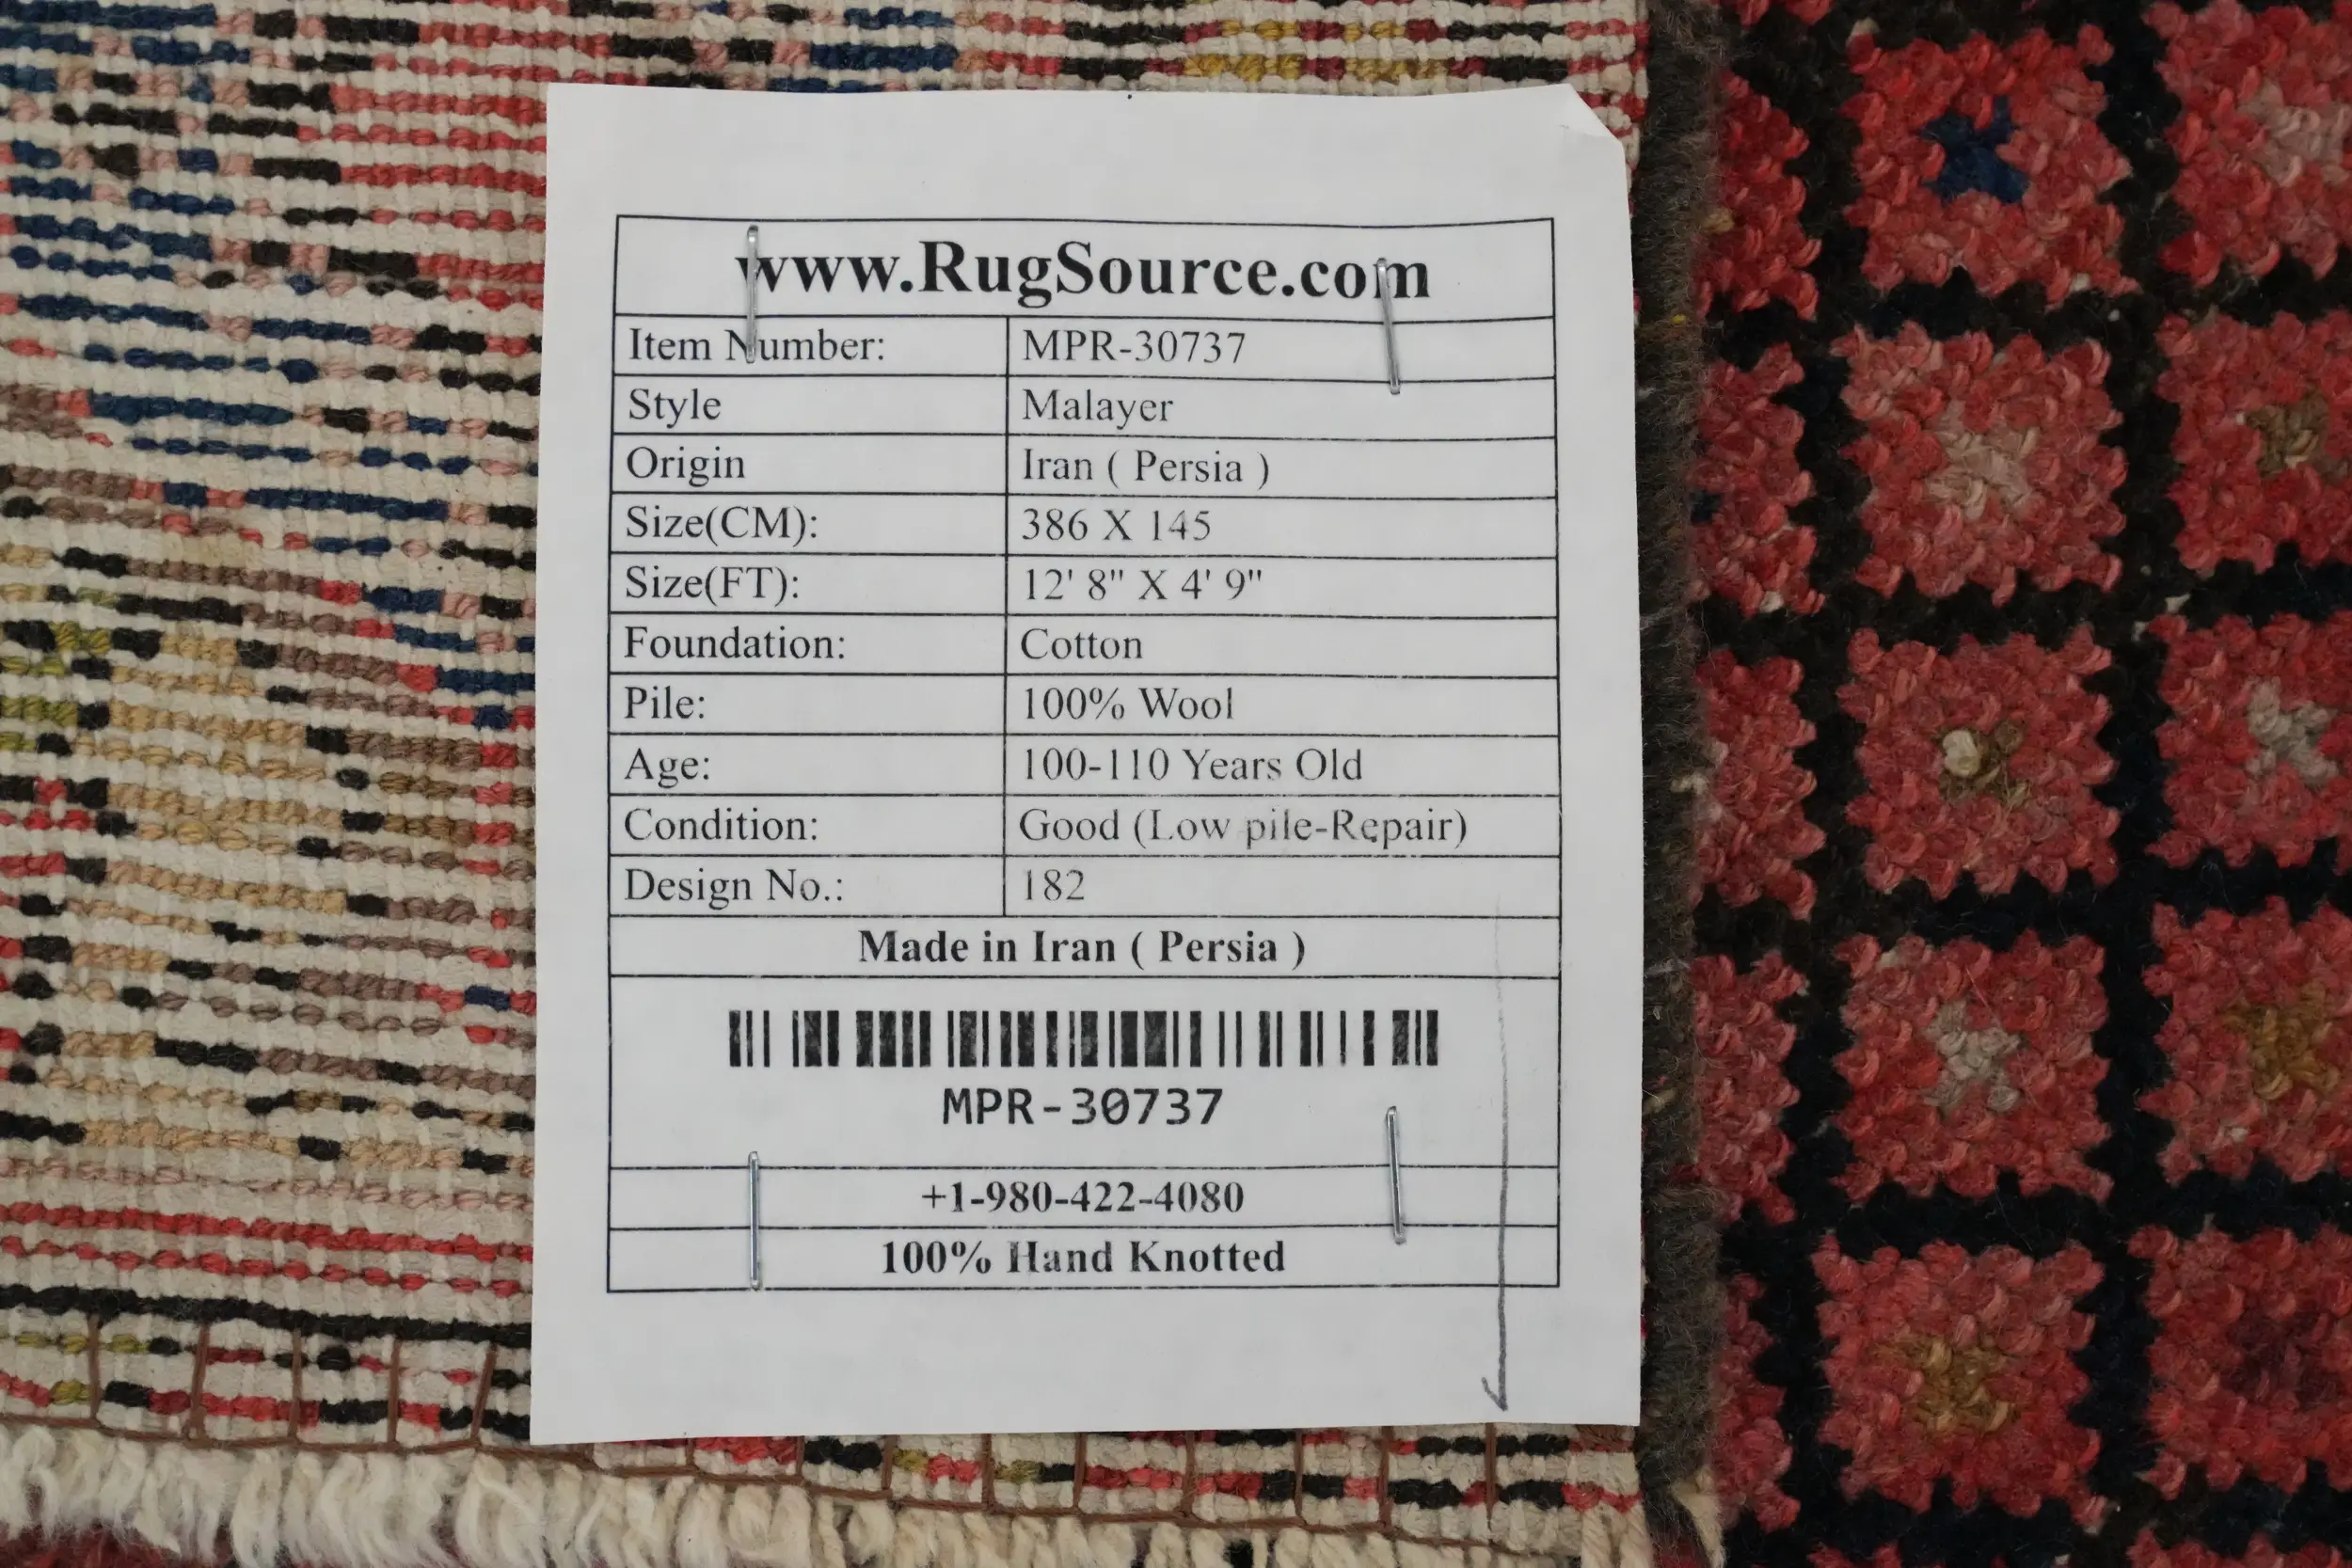 www.RugSource.com
Item Number: MPR-30737
Style Malayer
Origin Iran ( Persia )
Size(CM): 386 X 145
Size(FT): 12' 8" X 4' 9"
Foundation: Cotton
Pile: 100% Wool
Age: 100-110 Years Old
Condition: Good (Low pile-Repair)
Design No.: 182
Made in Iran ( Persia )
MPR-30737
+1-980-422-4080
100% Hand Knotted